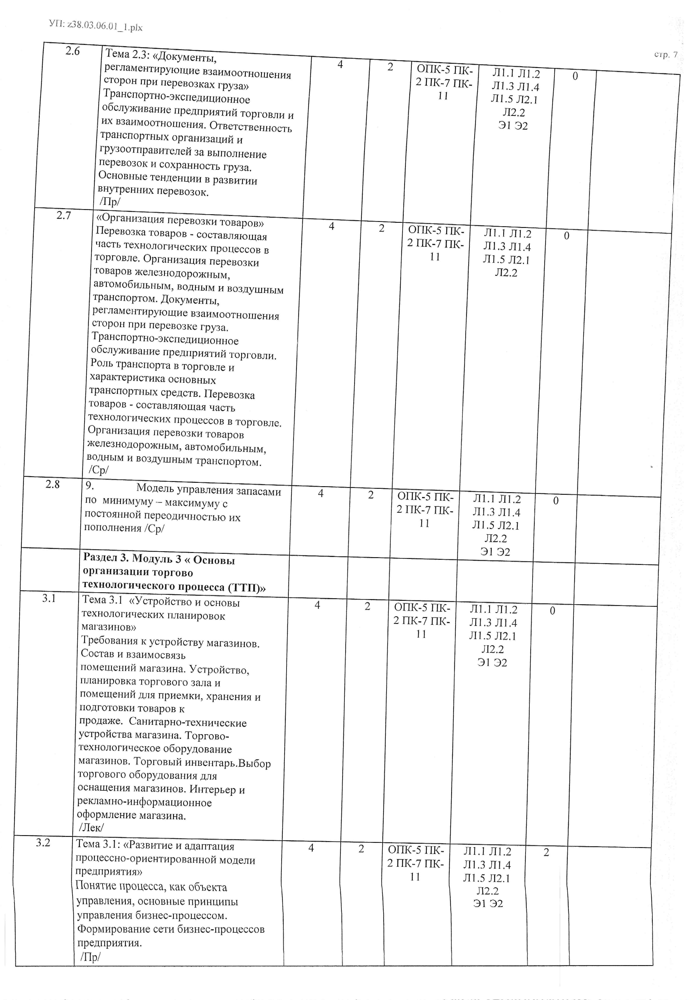 УП: z38.03.06.01_1.plx
стр. 7
2.6
Тема 2.3: «Документы,
регламентирующие взаимоотношения
сторон при перевозках груза»
Транспортно-экспедиционное
обслуживание предприятий торговли и
их взаимоотношения. Ответственность
транспортных организаций и
грузоотправителей за выполнение
перевозок и сохранность груза.
Основные тенденции в развитии
внутренних перевозок.
/Пр/
4
2
ОПК-5 ПК-
2 ПК-7 ПК-
11
Л1.1 Л1.2
Л1.3 Л1.4
Л1.5 Л2.1
Л2.2
Э1 Э2
0
2.7
«Организация перевозки товаров»
Перевозка товаров - составляющая
часть технологических процессов в
торговле. Организация перевозки
товаров железнодорожным,
автомобильным, водным и воздушным
транспортом. Документы,
регламентирующие взаимоотношения
сторон при перевозке груза.
Транспортно-экспедиционное
обслуживание предприятий торговли.
Роль транспорта в торговле и
характеристика основных
транспортных средств. Перевозка
товаров - составляющая часть
технологических процессов в торговле.
Организация перевозки товаров
железнодорожным, автомобильным,
водным и воздушным транспортом.
/Ср/
4
2
ОПК-5 ПК-
2 ПК-7 ПК-
11
Л1.1 Л1.2
Л1.3 Л1.4
Л1.5 Л2.1
Л2.2
0
2.8
9. Модель управления запасами
по минимуму – максимуму с
постоянной переодичностью их
пополнения /Ср/
4
2
ОПК-5 ПК-
2 ПК-7 ПК-
11
Л1.1 Л1.2
Л1.3 Л1.4
Л1.5 Л2.1
Л2.2
Э1 Э2
0
Раздел 3. Модуль 3 « Основы
организации торгово
технологического процесса (ТТП)»
3.1
Тема 3.1 «Устройство и основы
технологических планировок
магазинов»
Требования к устройству магазинов.
Состав и взаимосвязь
помещений магазина. Устройство,
планировка торгового зала и
помещений для приемки, хранения и
подготовки товаров к
продаже. Санитарно-технические
устройства магазина. Торгово-
технологическое оборудование
магазинов. Торговый инвентарь.Выбор
торгового оборудования для
оснащения магазинов. Интерьер и
рекламно-информационное
оформление магазина.
/Лек/
4
2
ОПК-5 ПК-
2 ПК-7 ПК-
11
Л1.1 Л1.2
Л1.3 Л1.4
Л1.5 Л2.1
Л2.2
Э1 Э2
0
3.2
Тема 3.1: «Развитие и адаптация
процессно-ориентированной модели
предприятия»
Понятие процесса, как объекта
управления, основные принципы
управления бизнес-процессом.
Формирование сети бизнес-процессов
предприятия.
/Пр/
4
2
ОПК-5 ПК-
2 ПК-7 ПК-
11
Л1.1 Л1.2
Л1.3 Л1.4
Л1.5 Л2.1
Л2.2
Э1 Э2
2